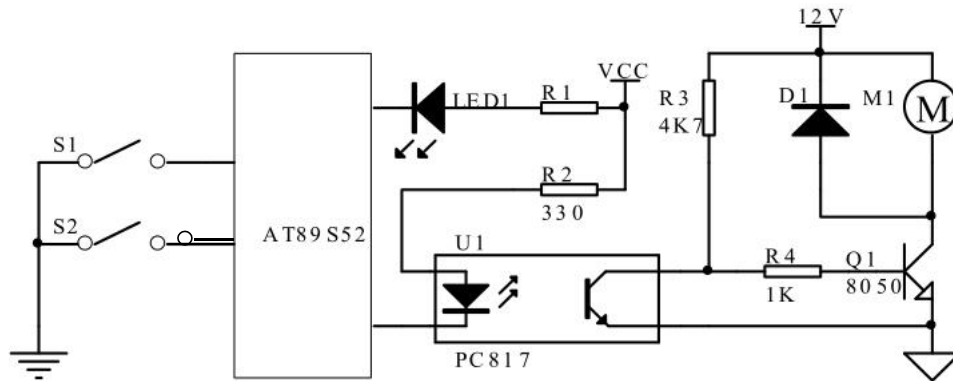 12V
VCC
LED1
R1
R3
4K7
D1
M1
M
S1
R2
330
S2
AT89S52
U1
R4
1K
Q1
8050
PC817